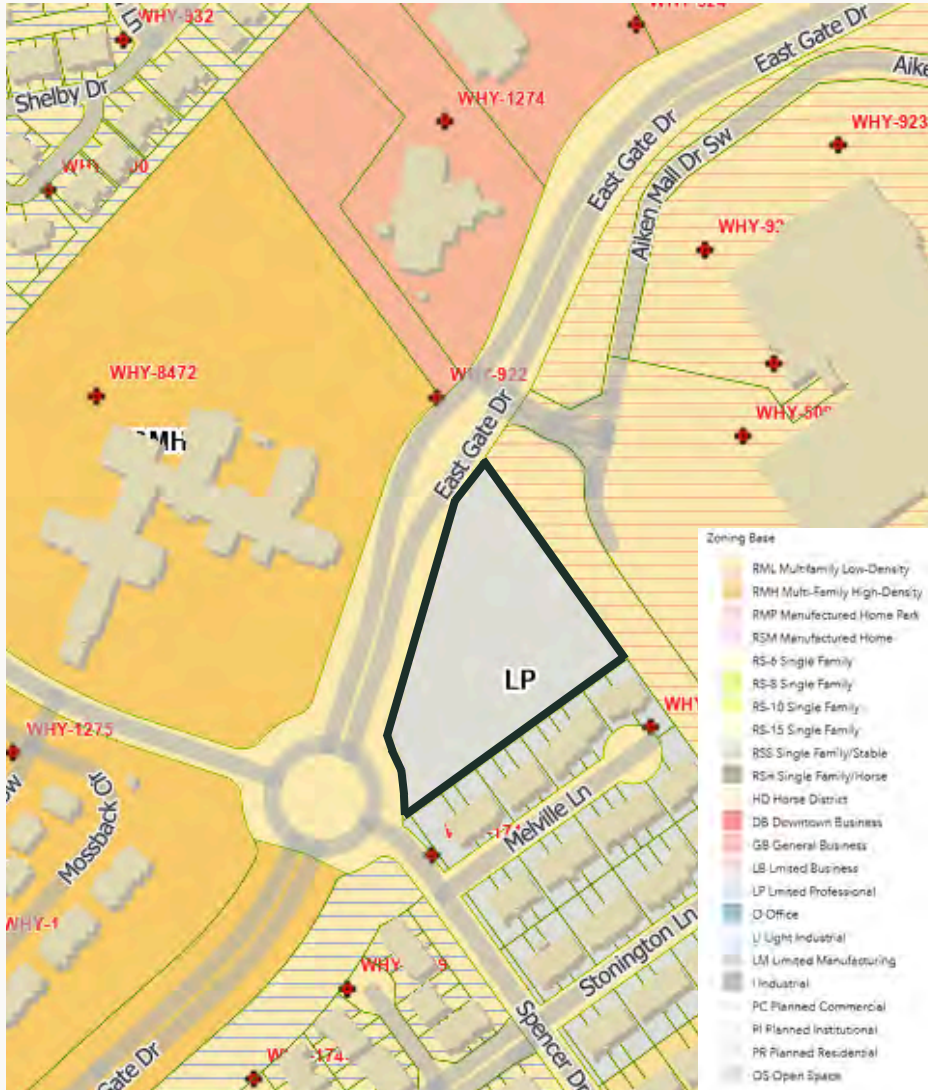 WHY-932
Shelby Dr
WHY-1274
East Gate Dr
East Gate Dr
Aiken Mall Dr Sw
WHY-923
WHY-8472
WHY-922
East Gate Dr
LP
WHY-1275
Mossback Cir
Melville Ln
Stonington Ln
Spencer Dr
Gate Dr
Zoning Base
RML Multifamily Low-Density
RMH Multi-Family High-Density
RMP Manufactured Home Park
RSM Manufactured Home
RS-6 Single Family
RS-8 Single Family
RS-10 Single Family
RS-15 Single Family
RSS Single Family/Stable
RSH Single Family/Horse
HD Horse District
DB Downtown Business
GB General Business
LB Limited Business
LP Limited Professional
O Office
LI Light Industrial
LM Limited Manufacturing
I Industrial
PC Planned Commercial
PI Planned Institutional
PR Planned Residential
OS Open Space